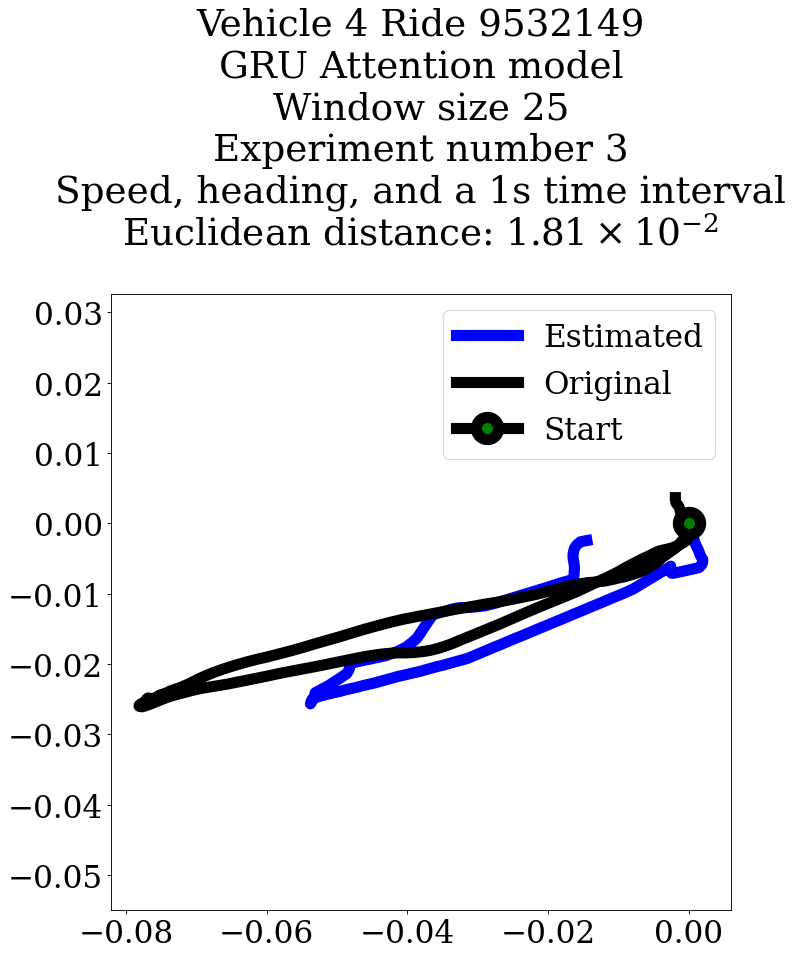 Vehicle 4 Ride 9532149
GRU Attention model
Window size 25
Experiment number 3
Speed, heading, and a 1s time interval
Euclidean distance: 1.81 × 10⁻²
Estimated
Original
Start
0.03
0.02
0.01
0.00
−0.01
−0.02
−0.03
−0.04
−0.05
−0.08 −0.06 −0.04 −0.02 0.00